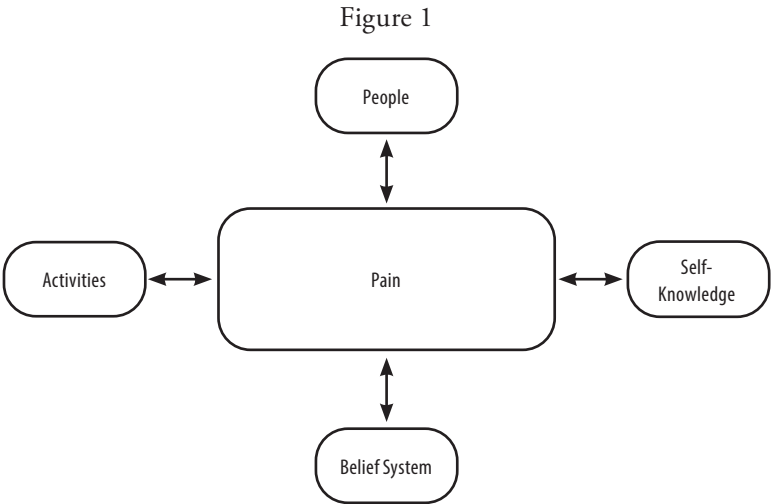 Figure 1
People
Activities
Pain
Self-
Knowledge
Belief System